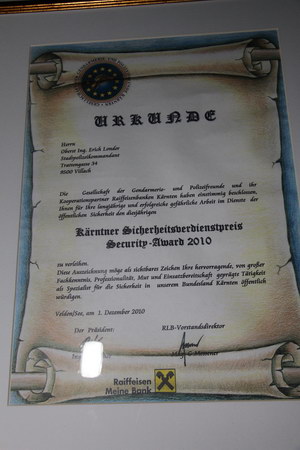 URKUNDE
Herrn
Oberst Ing. Erich Londer
Stadtpolizeikommandant
Trattengasse 34
9500 Villach
Die Gesellschaft der Gendarmerie- und Polizeifreunde und ihr
Kooperationspartner Raiffeisenbanken Kärnten haben einstimmig beschlossen,
Ihnen für Ihre langjährige und erfolgreiche gefährliche Arbeit im Dienste der
öffentlichen Sicherheit den diesjährigen
Kärntner Sicherheitsverdienstpreis
Security-Award 2010
zu verleihen.
Diese Auszeichnung möge als sichtbares Zeichen Ihre hervorragende, von großer
Fachkenntnis, Professionalität, Mut und Einsatzbereitschaft geprägte Tätigkeit
als Spezialist für die Sicherheit in unserem Bundesland Kärnten öffentlich
würdigen.
Velden/See, am 1. Dezember 2010
Der Präsident: RLB-Vorstandsdirektor
Raiffeisen
Meine Bank